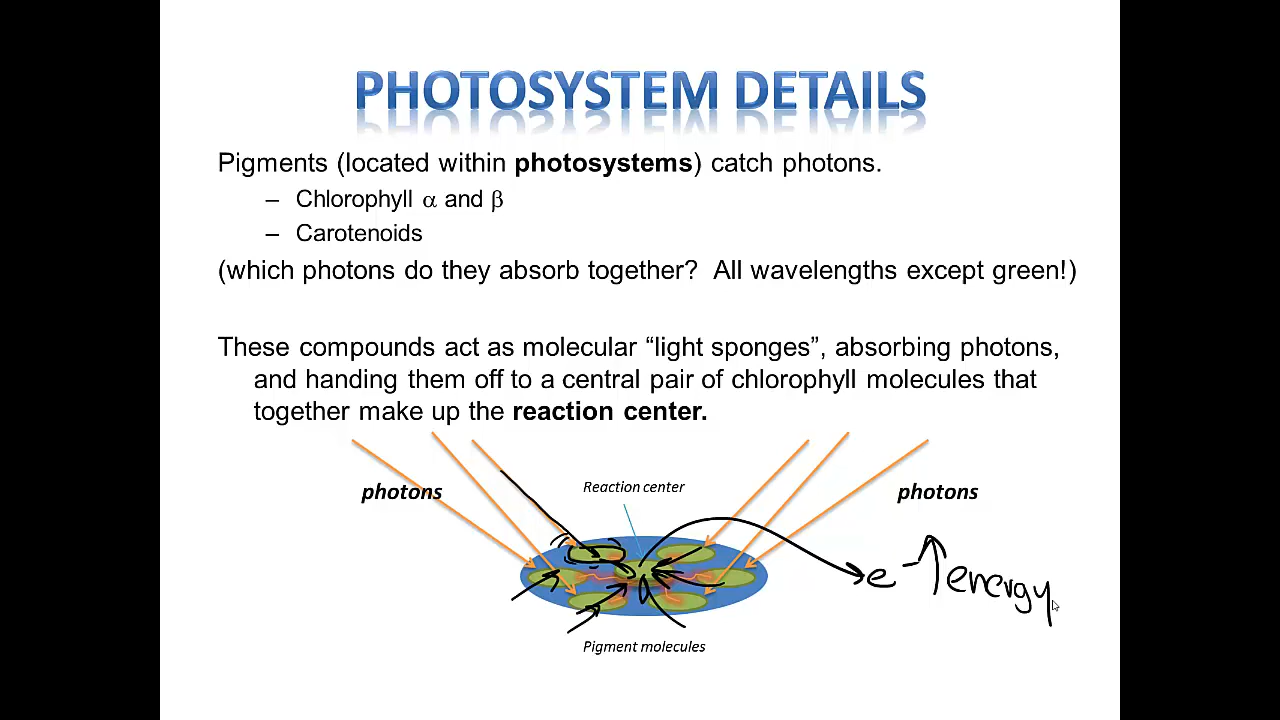 PHOTOSYSTEM DETAILS
Pigments (located within photosystems) catch photons.
– Chlorophyll α and β
– Carotenoids
(which photons do they absorb together? All wavelengths except green!)
These compounds act as molecular “light sponges”, absorbing photons,
and handing them off to a central pair of chlorophyll molecules that
together make up the reaction center.
photons
Reaction center
photons
e⁻ ↑energy
Pigment molecules